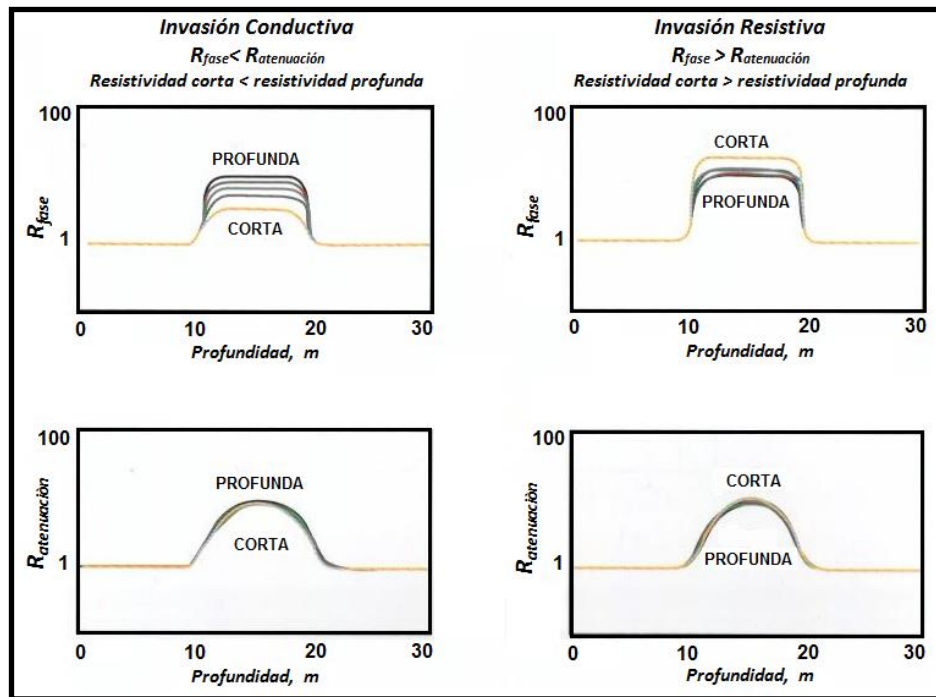 Invasión Conductiva
Rfase< Ratenuación
Resistividad corta < resistividad profunda
100
PROFUNDA
Rfase
1
CORTA
0
10
20
30
Profundidad, m
Invasión Resistiva
Rfase > Ratenuación
Resistividad corta > resistividad profunda
100
CORTA
Rfase
PROFUNDA
1
0
10
20
30
Profundidad, m
100
PROFUNDA
Ratenuaciòn
CORTA
1
0
10
20
30
Profundidad, m
100
CORTA
Ratenuaciòn
PROFUNDA
1
0
10
20
30
Profundidad, m